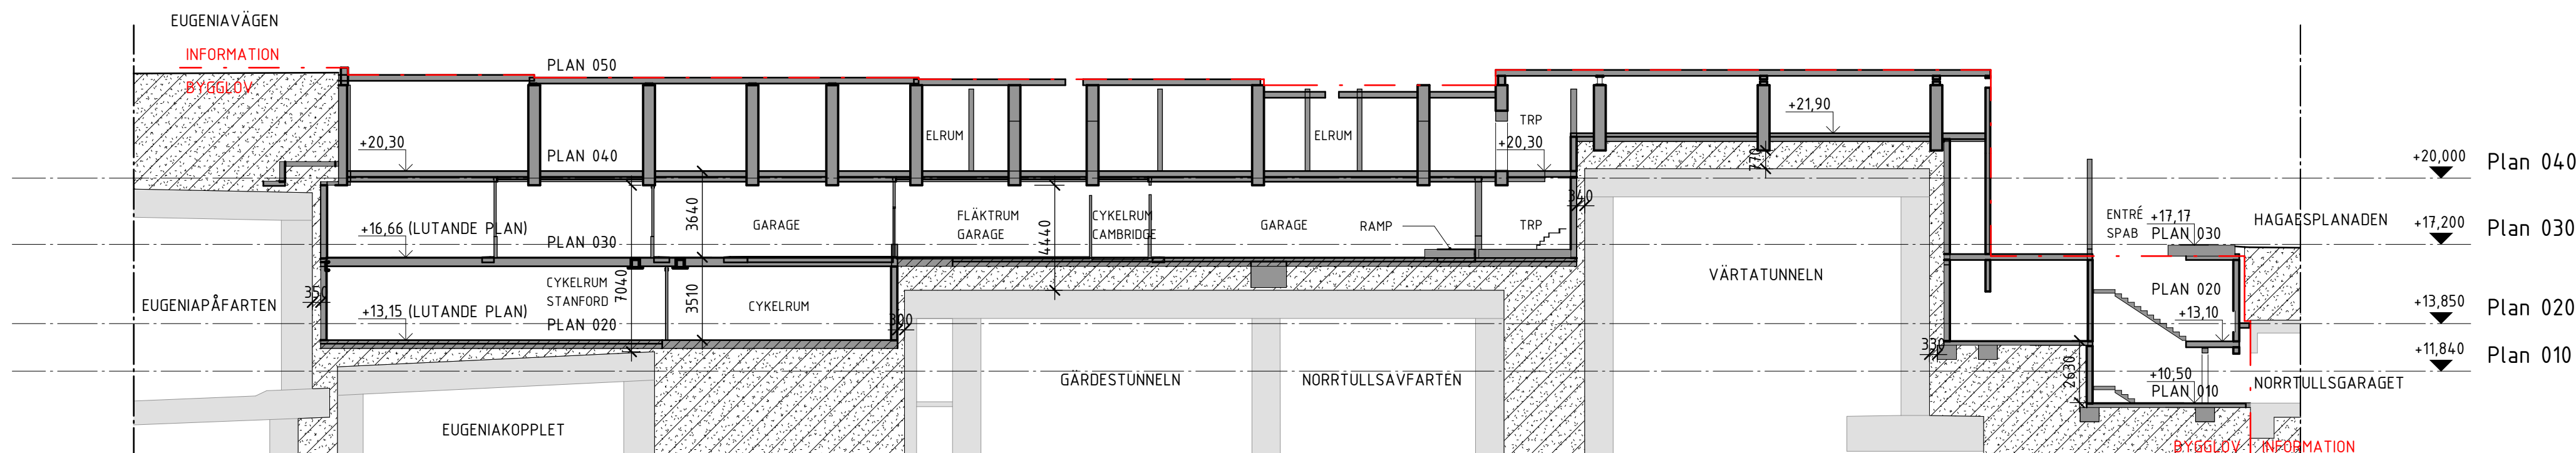 EUGENIAVÄGEN
INFORMATION
BYGGLOV
PLAN 050
+20,30
PLAN 040
ELRUM
ELRUM
TRP
+20,30
+21,90
770
+20,000
Plan 040
+16,66 (LUTANDE PLAN)
PLAN 030
3640
GARAGE
FLÄKTRUM
GARAGE
4440
CYKELRUM
CAMBRIDGE
GARAGE
RAMP
TRP
340
ENTRÉ
SPAB
+17,17
PLAN 030
HAGAESPLANADEN
+17,200
Plan 030
EUGENIAPÅFARTEN
350
+13,15 (LUTANDE PLAN)
CYKELRUM
STANFORD
PLAN 020
7040
3510
CYKELRUM
300
VÄRTATUNNELN
PLAN 020
+13,10
+13,850
Plan 020
330
2630
+11,840
Plan 010
EUGENIAKOPPLET
GÄRDESTUNNELN
NORRTULLSAVFARTEN
+10,50
PLAN 010
NORRTULLSGARAGET
BYGGLOV
INFORMATION